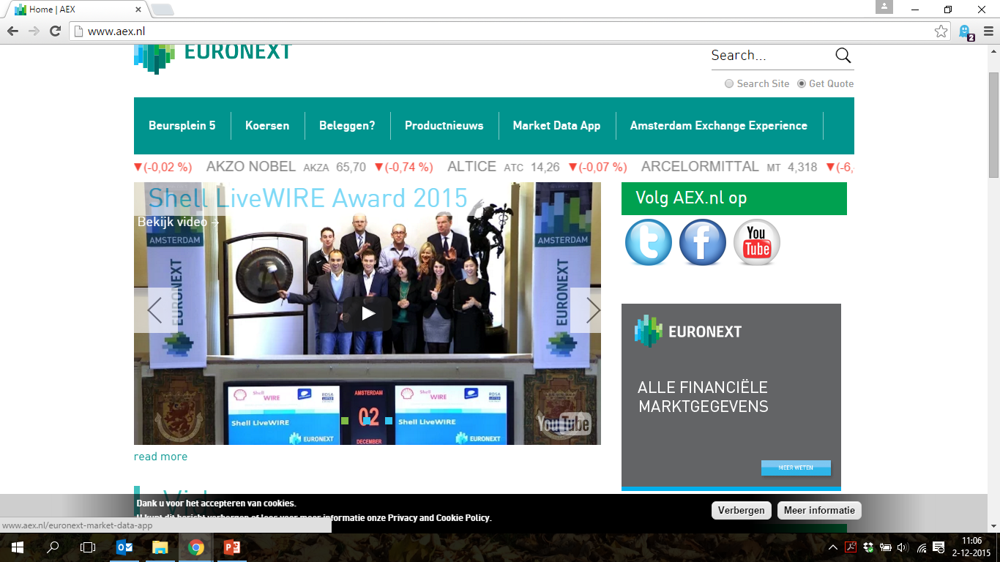 Home | AEX
www.aex.nl
2
EURONEXT
Search...
Search Site Get Quote
Beursplein 5 Koersen Beleggen? Productnieuws Market Data App Amsterdam Exchange Experience
▼(-0,02 %) AKZO NOBEL AKZA 65,70 ▼(-0,74 %) ALTICE ATC 14,26 ▼(-0,07 %) ARCELORMITTAL MT 4,318 ▼(-6,
Shell LiveWIRE Award 2015
Bekijk video →
AMSTERDAM
EURONEXT
AMSTERDAM
EURONEXT
Shell WIRE
Shell LiveWIRE
EURONEXT
AMSTERDAM
02
DECEMBER
Shell WIRE
Shell LiveWIRE
EURONEXT
YouTube
read more
Volg AEX.nl op
You
Tube
EURONEXT
ALLE FINANCIËLE
MARKTGEGEVENS
MEER WETEN
Dank u voor het accepteren van cookies.
U kunt dit bericht verbergen of lees voor meer informatie onze Privacy and Cookie Policy.
Verbergen Meer informatie
www.aex.nl/euronext-market-data-app
11:06
2-12-2015